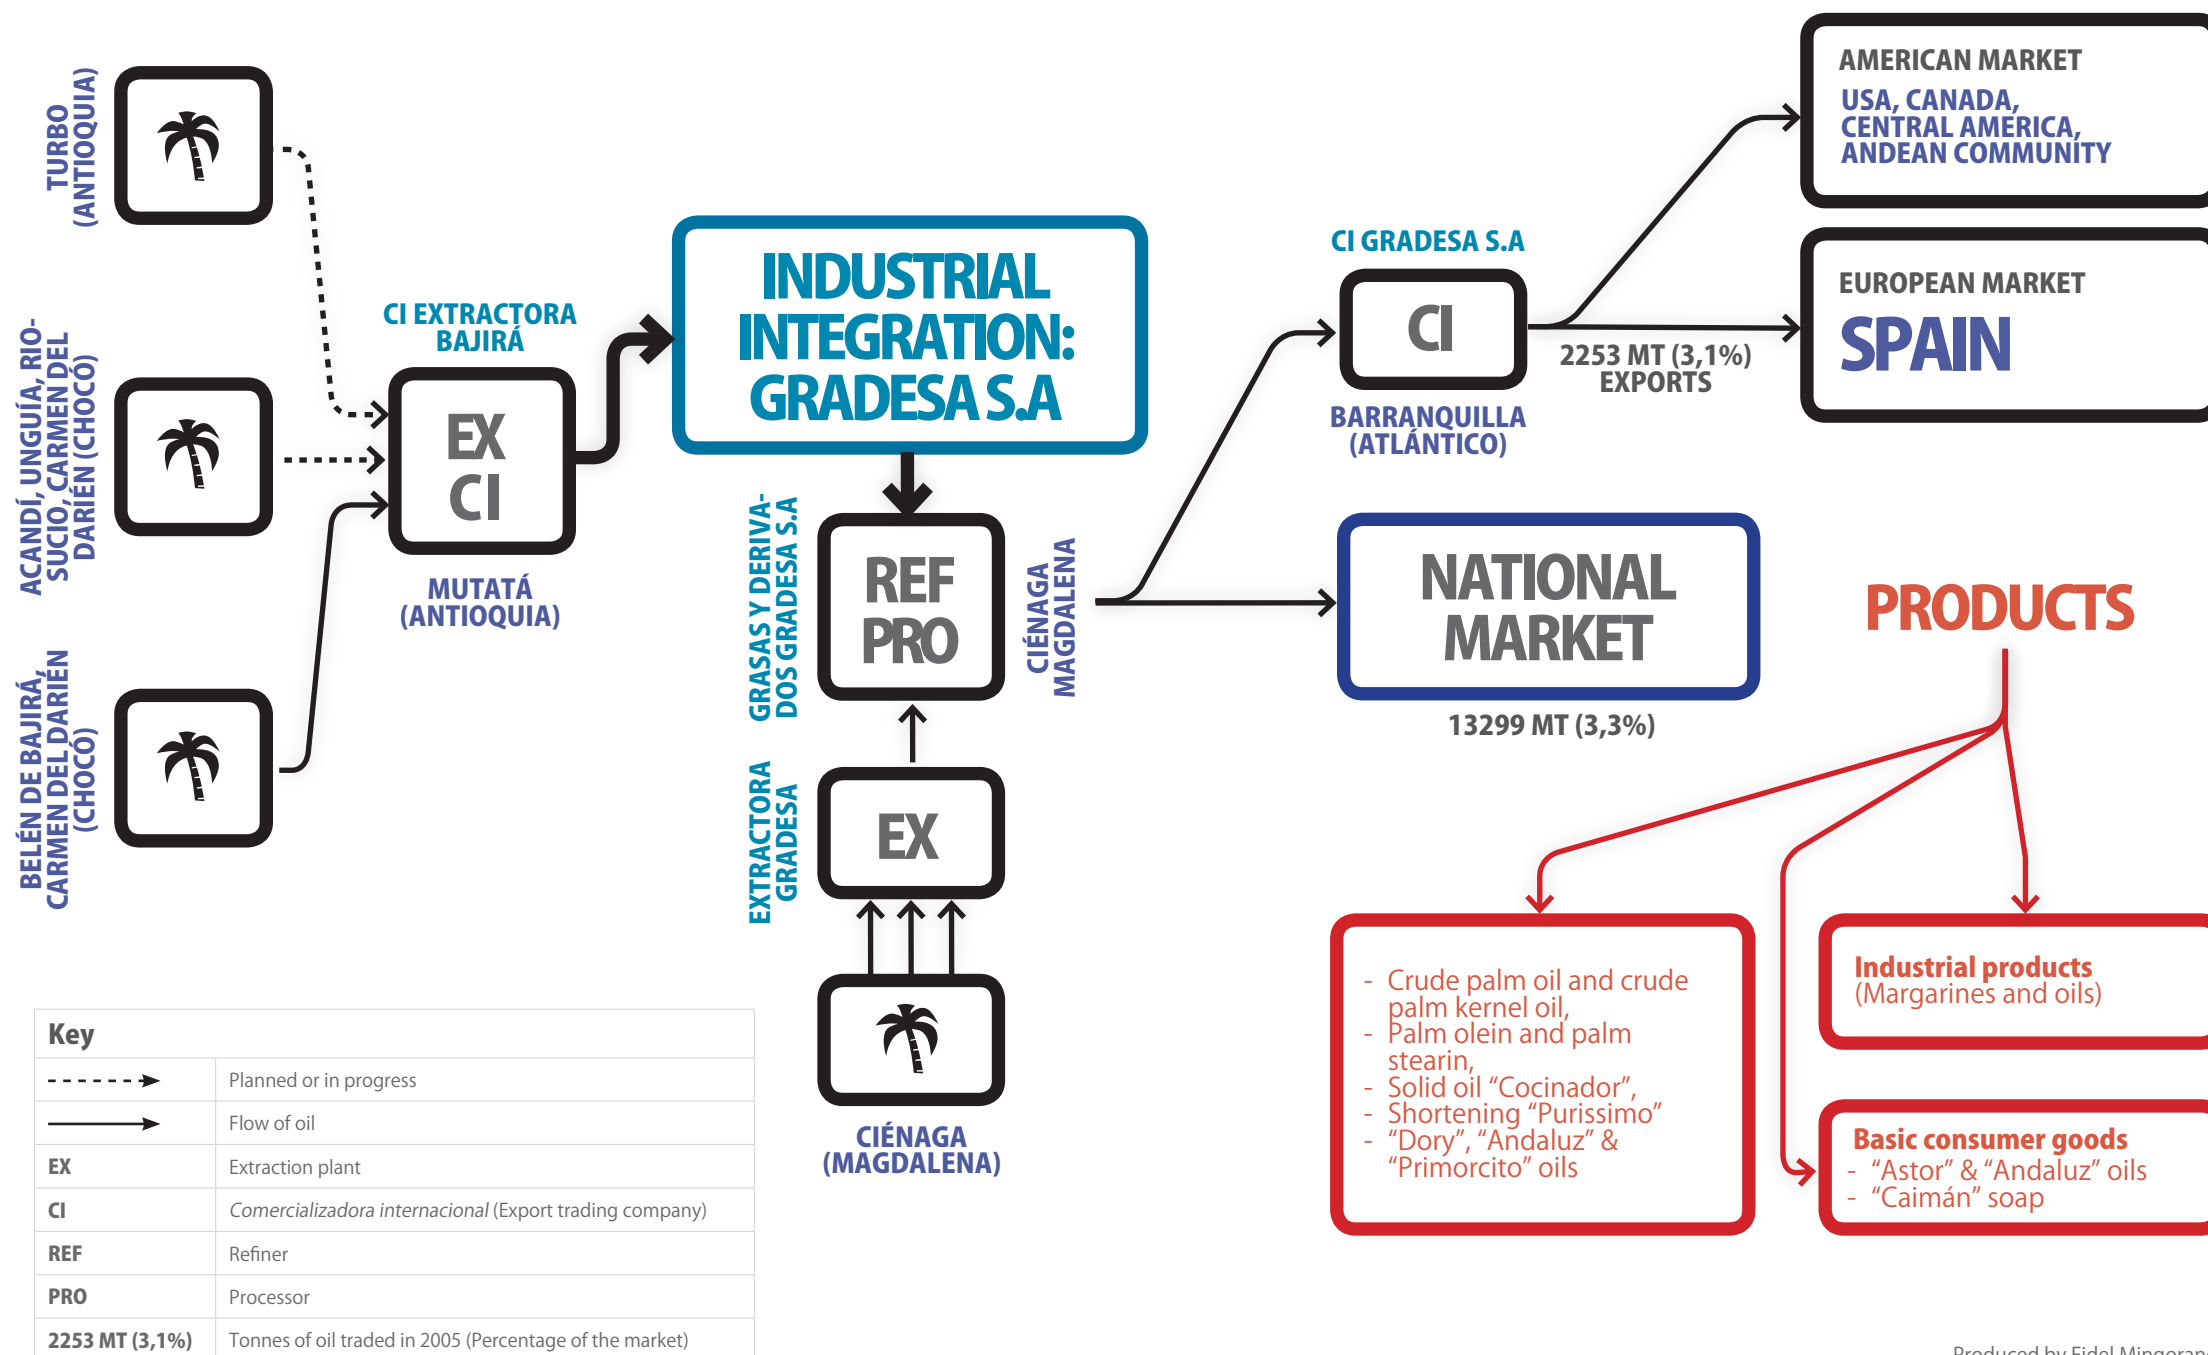 TURBO
(ANTIOQUIA)
ACANDÍ, UNGUÍA, RIO-
SUCIO, CARMEN DEL
DARIÉN (CHOCÓ)
BELÉN DE BAJIRÁ,
CARMEN DEL DARIÉN
(CHOCÓ)
CI EXTRACTORA
BAJIRÁ
EX
CI
MUTATÁ
(ANTIOQUIA)
INDUSTRIAL
INTEGRATION:
GRADESA S.A
GRASAS Y DERIVA-
DOS GRADESA S.A
REF
PRO
CIÉNAGA
MAGDALENA
EXTRACTORA
GRADESA
EX
CIÉNAGA
(MAGDALENA)
CI GRADESA S.A
CI
BARRANQUILLA
(ATLÁNTICO)
2253 MT (3,1%)
EXPORTS
AMERICAN MARKET
USA, CANADA,
CENTRAL AMERICA,
ANDEAN COMMUNITY
EUROPEAN MARKET
SPAIN
NATIONAL
MARKET
13299 MT (3,3%)
PRODUCTS
- Crude palm oil and crude
palm kernel oil,
- Palm olein and palm
stearin,
- Solid oil “Cocinador”,
- Shortening “Purissimo”
- “Dory”, “Andaluz” &
“Primorcito” oils
Industrial products
(Margarines and oils)
Basic consumer goods
- “Astor” & “Andaluz” oils
- “Caimán” soap
Key
Planned or in progress
Flow of oil
EX Extraction plant
CI Comercializadora internacional (Export trading company)
REF Refiner
PRO Processor
2253 MT (3,1%) Tonnes of oil traded in 2005 (Percentage of the market)
Produced by Fidel